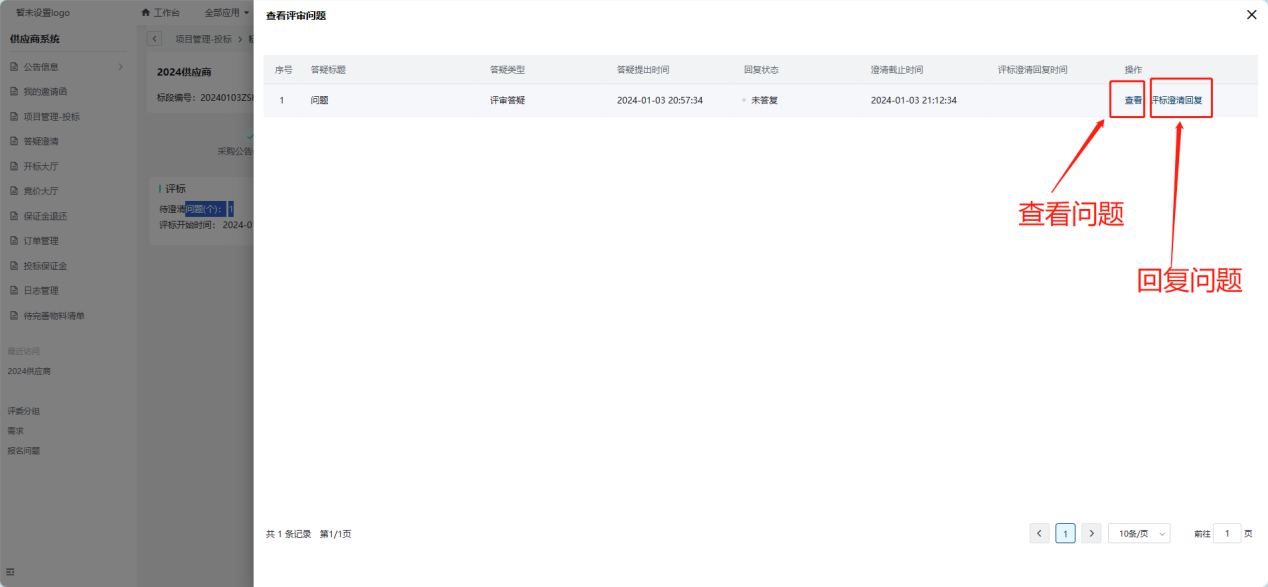 暂未设置logo
工作台 全部应用
供应商系统
公告信息
我的邀请函
项目管理-投标
答疑澄清
开标大厅
竞价大厅
保证金退还
订单管理
投标保证金
日志管理
待完善物料清单
最近访问
2024供应商
评委分组
需求
报名问题
项目管理-投标
2024供应商
标段编号: 20240103ZS
采购公告
评标
待澄清问题(个): 1
评标开始时间: 2024-0
查看评审问题
序号 答疑标题 答疑类型 答疑提出时间 回复状态 澄清截止时间 评标澄清回复时间 操作
1 问题 评审答疑 2024-01-03 20:57:34 未答复 2024-01-03 21:12:34 查看 评标澄清回复
查看问题
回复问题
共 1 条记录 第1/1页
1 10条/页 前往 1 页